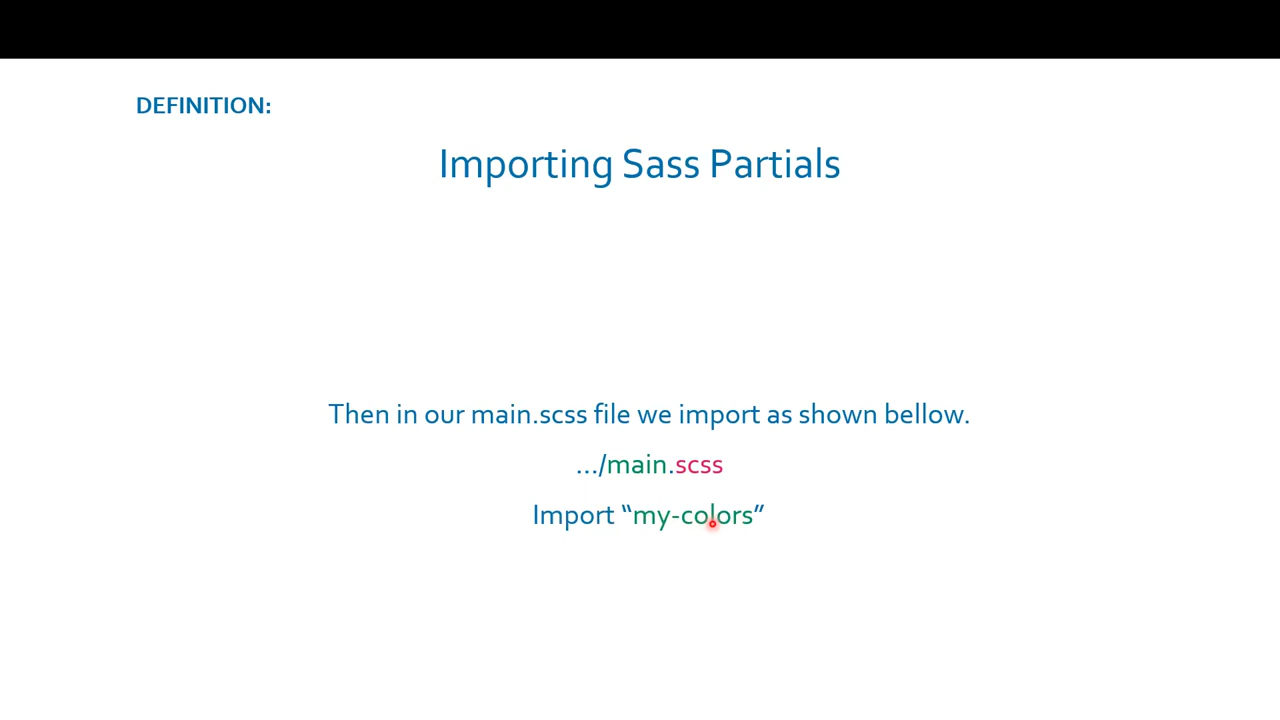 DEFINITION:
Importing Sass Partials
Then in our main.scss file we import as shown bellow.
.../main.scss
Import “my-colors”